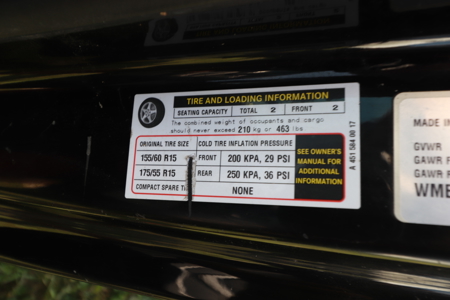 TIRE AND LOADING INFORMATION
SEATING CAPACITY TOTAL 2 FRONT 2
The combined weight of occupants and cargo
should never exceed 210 kg or 463 lbs
ORIGINAL TIRE SIZE COLD TIRE INFLATION PRESSURE
155/60 R15 FRONT 200 KPA, 29 PSI
175/55 R15 REAR 250 KPA, 36 PSI
COMPACT SPARE NONE
SEE OWNER'S
MANUAL FOR
ADDITIONAL
INFORMATION
A 451 584 00 17
MADE IN
GVWR
GAWR
GAWR